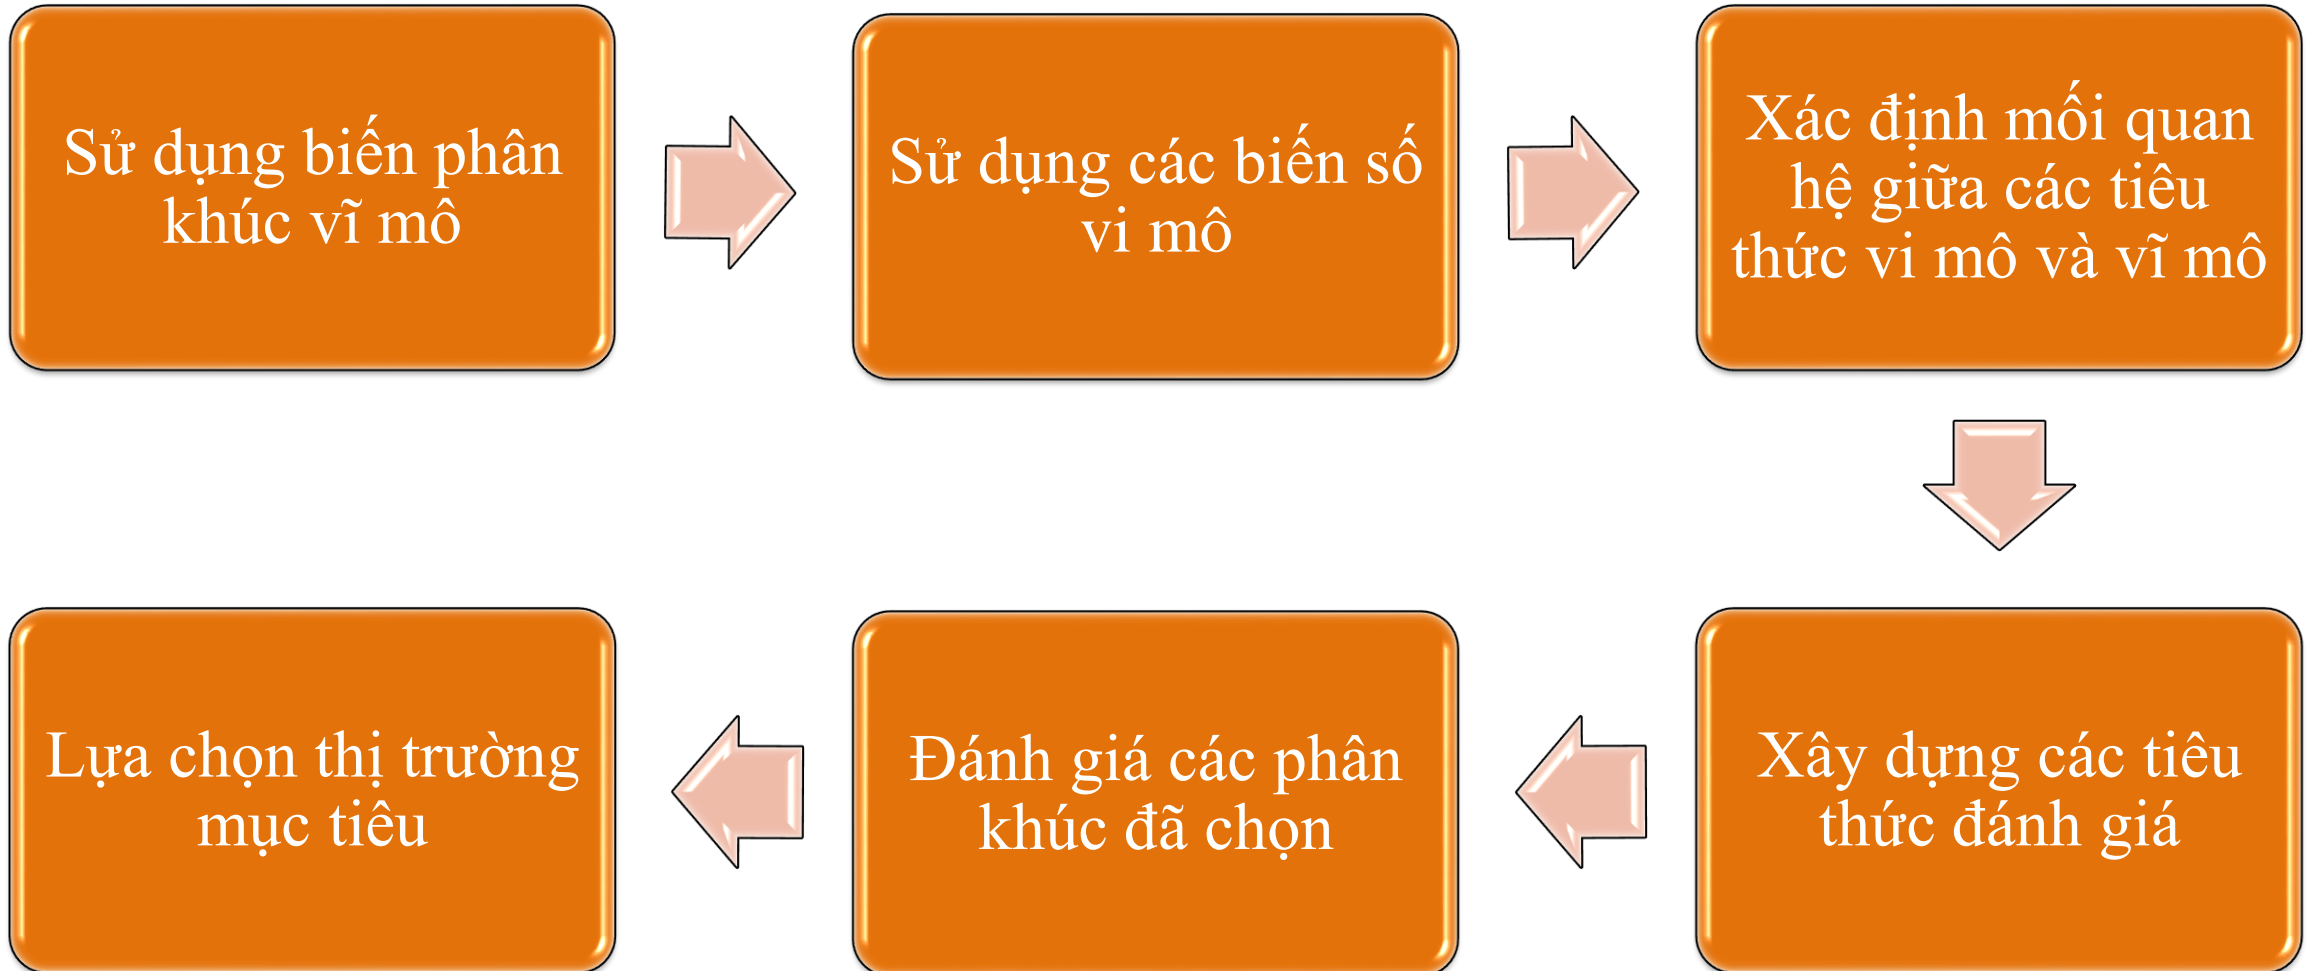 Sử dụng biến phân
khúc vĩ mô
Sử dụng các biến số
vi mô
Xác định mối quan
hệ giữa các tiêu
thức vi mô và vĩ mô
Xây dựng các tiêu
thức đánh giá
Đánh giá các phân
khúc đã chọn
Lựa chọn thị trường
mục tiêu